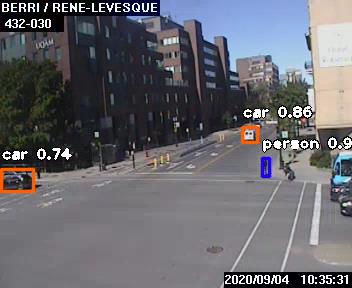 BERRI / RENE-LEVESQUE
432-030
UQAM
car 0.86
person 0.9
car 0.74
2020/09/04 10:35:31